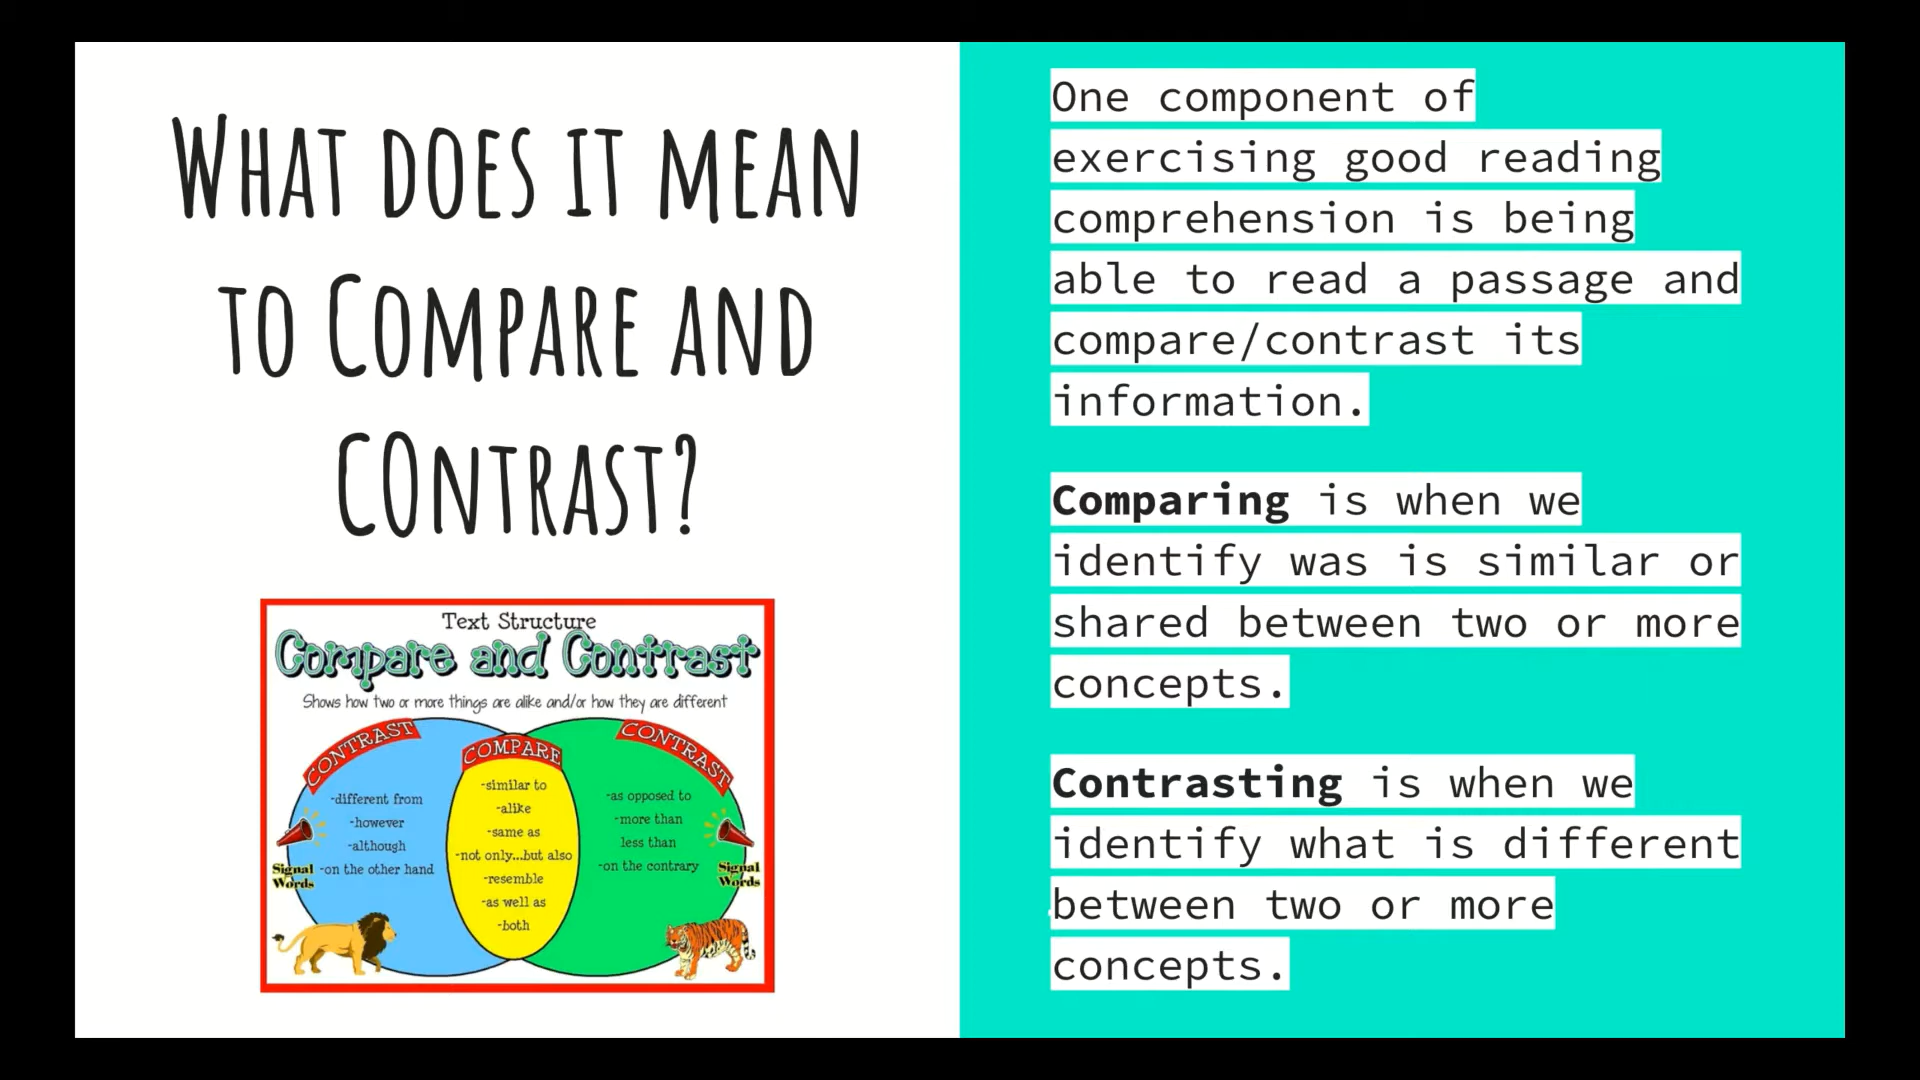 WHAT DOES IT MEAN
TO COMPARE AND
CONTRAST?
Text Structure
Compare and Contrast
Shows how two or more things are alike and/or how they are different
CONTRAST
-different from
-however
-although
-on the other hand
Signal
Words
COMPARE
-similar to
-alike
-same as
-not only...but also
-resemble
-as well as
-both
CONTRAST
-as opposed to
-more than
less than
-on the contrary
Signal
Words
One component of
exercising good reading
comprehension is being
able to read a passage and
compare/contrast its
information.
Comparing is when we
identify was is similar or
shared between two or more
concepts.
Contrasting is when we
identify what is different
between two or more
concepts.